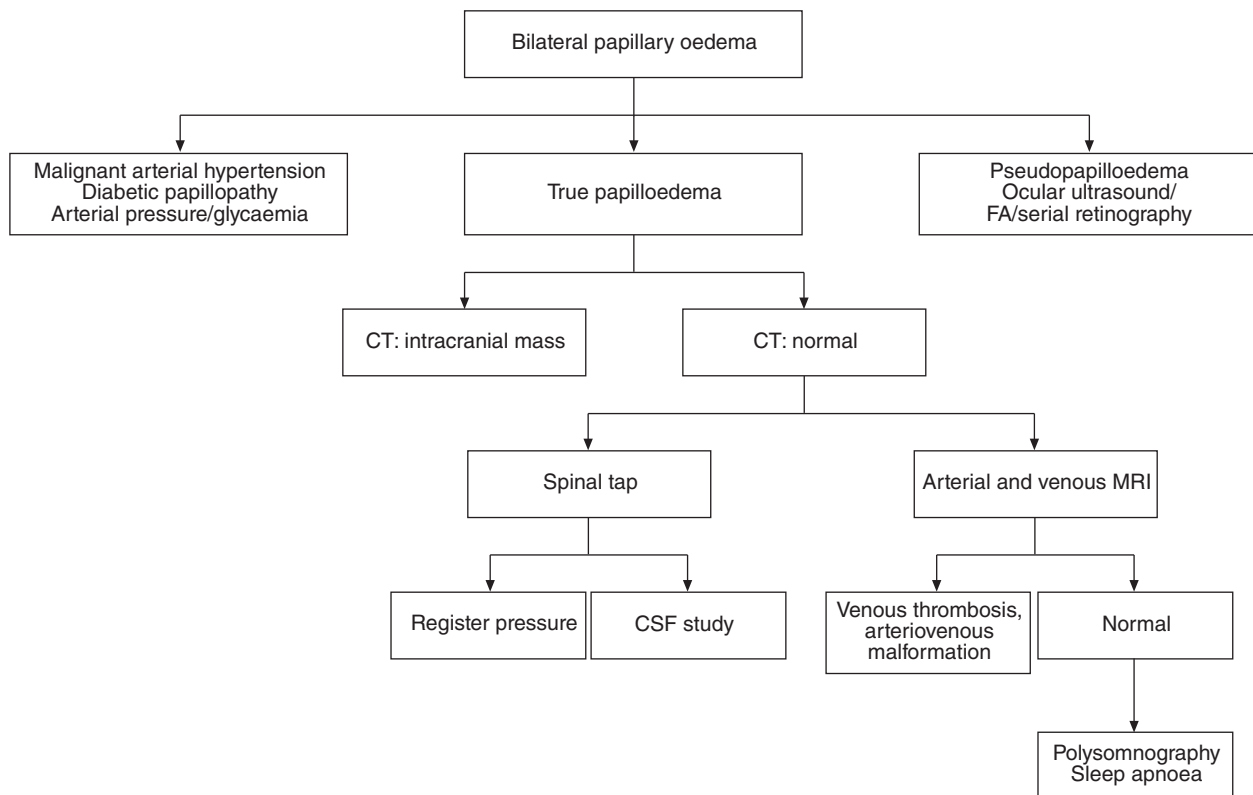 Bilateral papillary oedema
Malignant arterial hypertension
Diabetic papillopathy
Arterial pressure/glycaemia
True papilloedema
Pseudopapilloedema
Ocular ultrasound/
FA/serial retinography
CT: intracranial mass
CT: normal
Spinal tap
Arterial and venous MRI
Register pressure
CSF study
Venous thrombosis,
arteriovenous
malformation
Normal
Polysomnography
Sleep apnoea